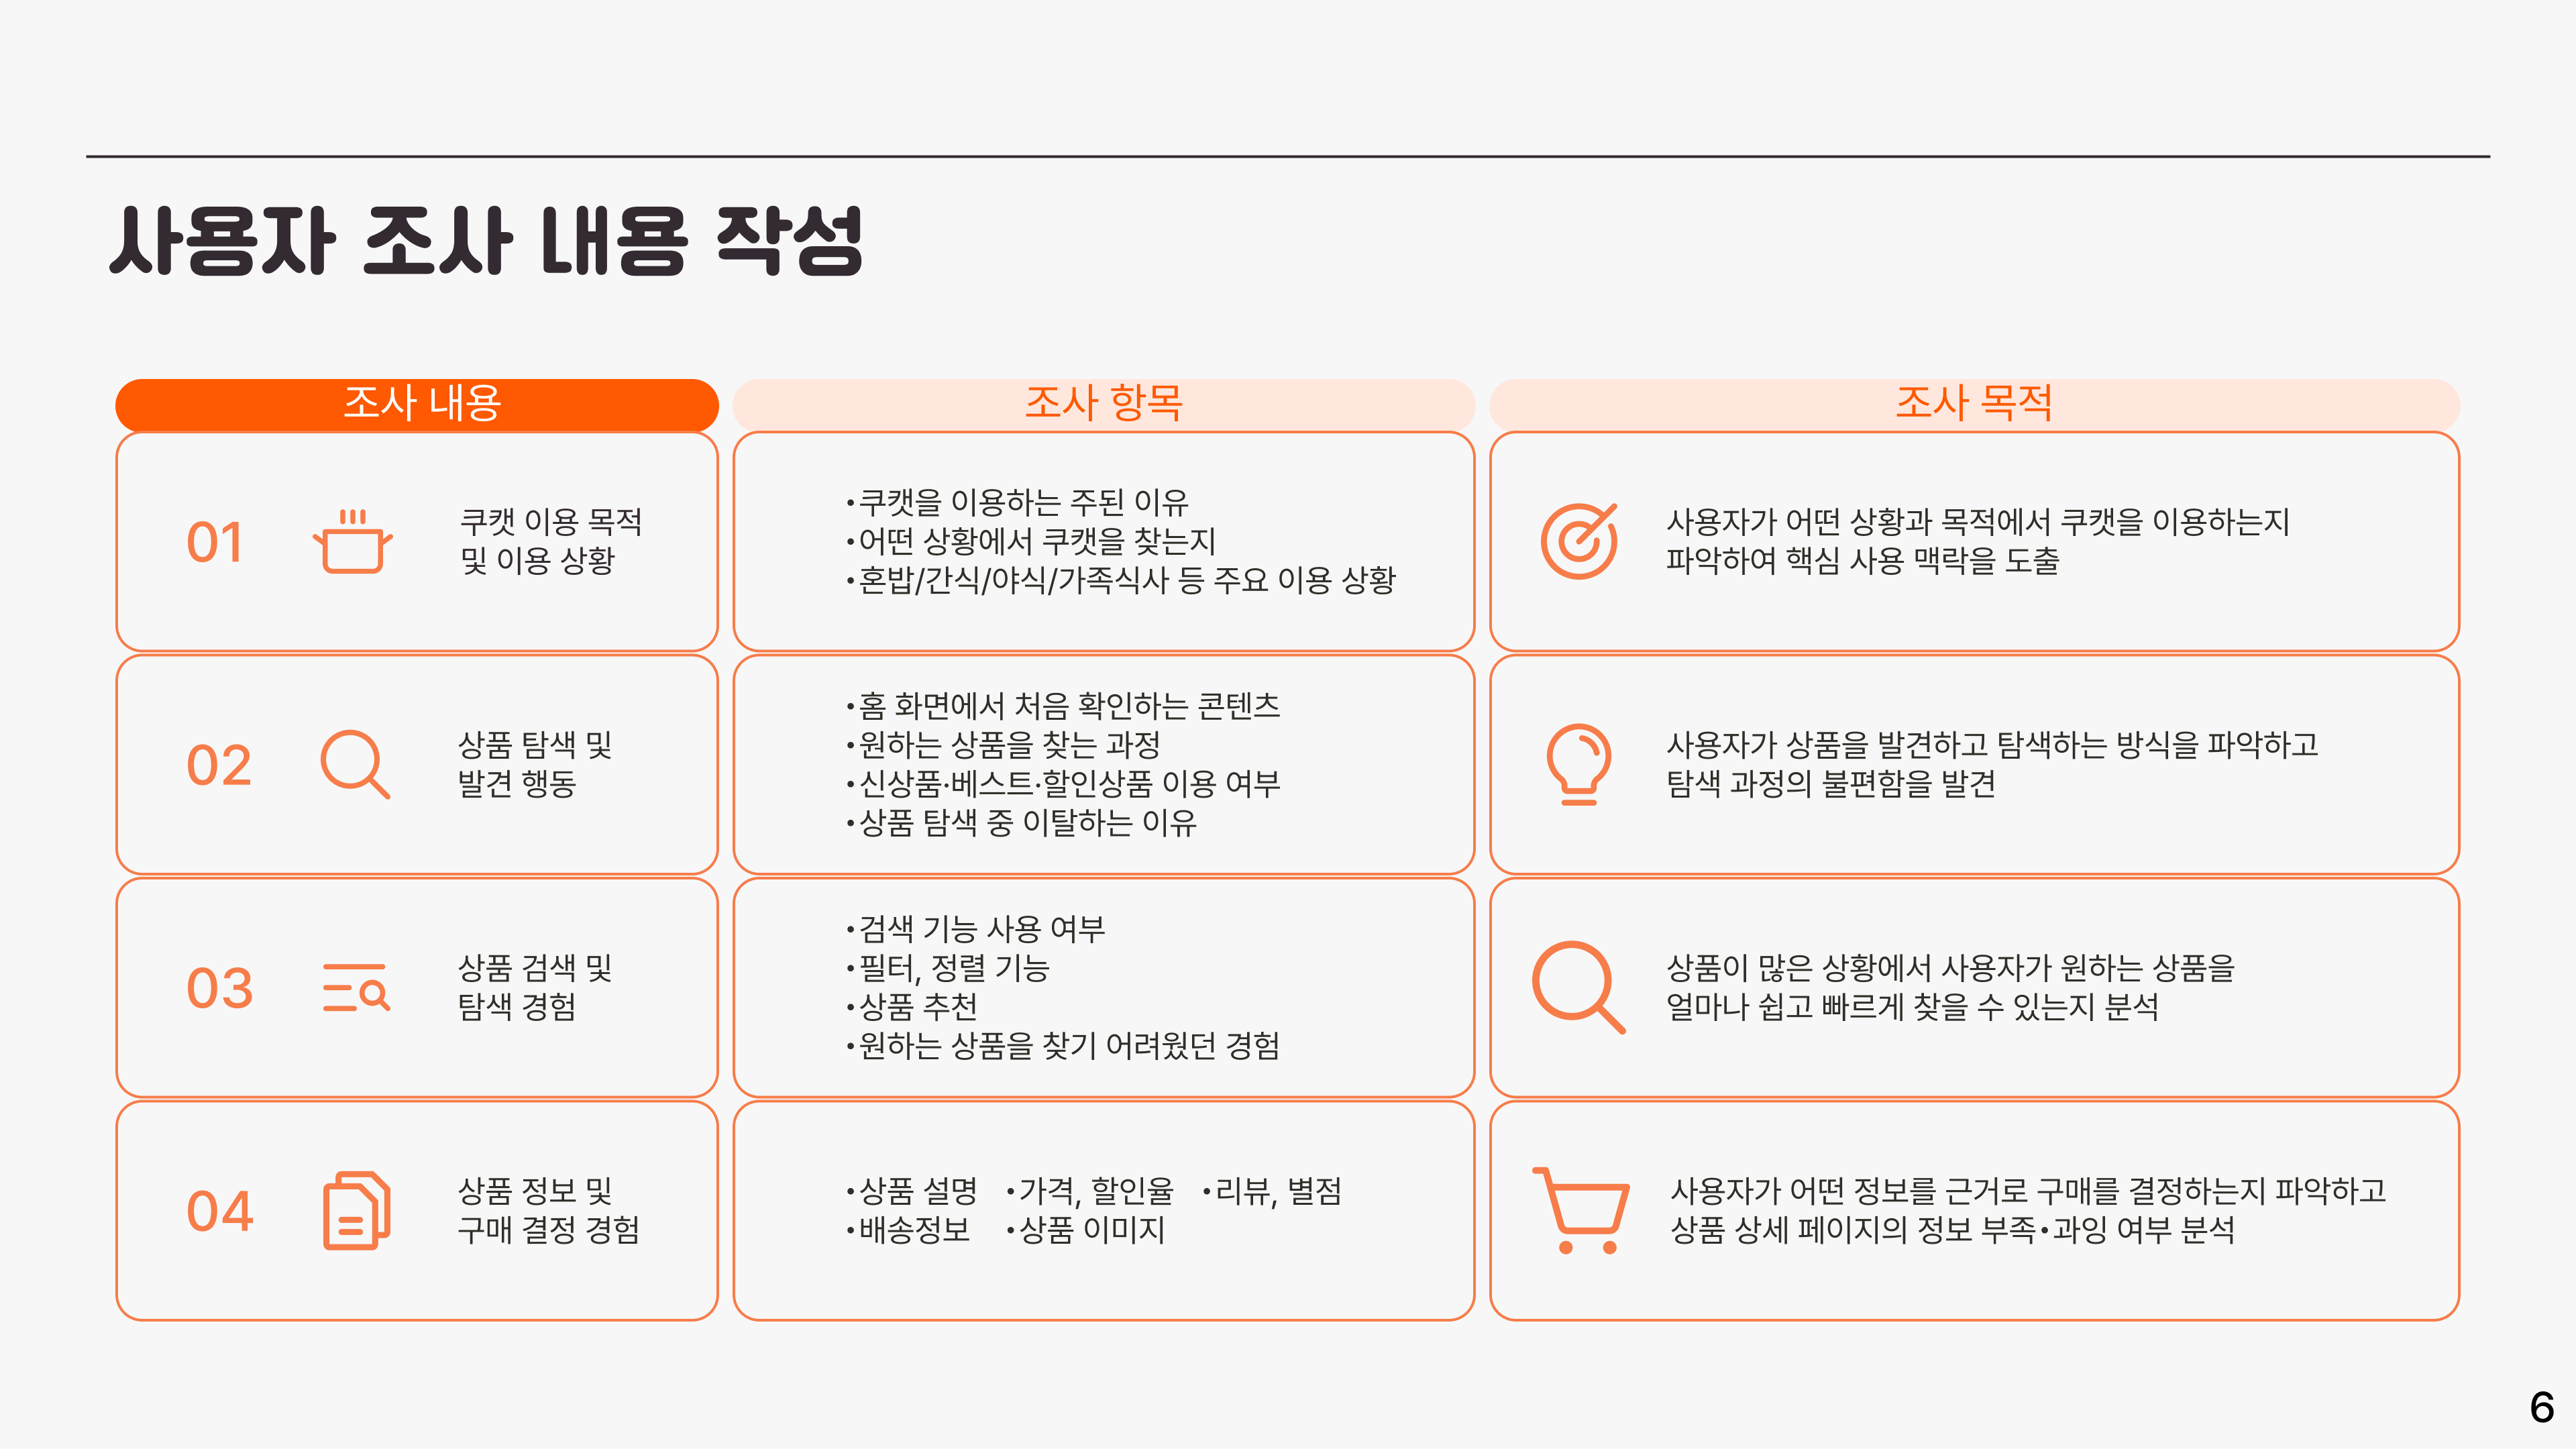 사용자 조사 내용 작성
조사 내용
조사 항목
조사 목적
01
쿠캣 이용 목적
및 이용 상황
•쿠캣을 이용하는 주된 이유
•어떤 상황에서 쿠캣을 찾는지
•혼밥/간식/야식/가족식사 등 주요 이용 상황
사용자가 어떤 상황과 목적에서 쿠캣을 이용하는지
파악하여 핵심 사용 맥락을 도출
02
상품 탐색 및
발견 행동
•홈 화면에서 처음 확인하는 콘텐츠
•원하는 상품을 찾는 과정
•신상품·베스트·할인상품 이용 여부
•상품 탐색 중 이탈하는 이유
사용자가 상품을 발견하고 탐색하는 방식을 파악하고
탐색 과정의 불편함을 발견
03
상품 검색 및
탐색 경험
•검색 기능 사용 여부
•필터, 정렬 기능
•상품 추천
•원하는 상품을 찾기 어려웠던 경험
상품이 많은 상황에서 사용자가 원하는 상품을
얼마나 쉽고 빠르게 찾을 수 있는지 분석
04
상품 정보 및
구매 결정 경험
•상품 설명 •가격, 할인율 •리뷰, 별점
•배송정보 •상품 이미지
사용자가 어떤 정보를 근거로 구매를 결정하는지 파악하고
상품 상세 페이지의 정보 부족•과잉 여부 분석
6